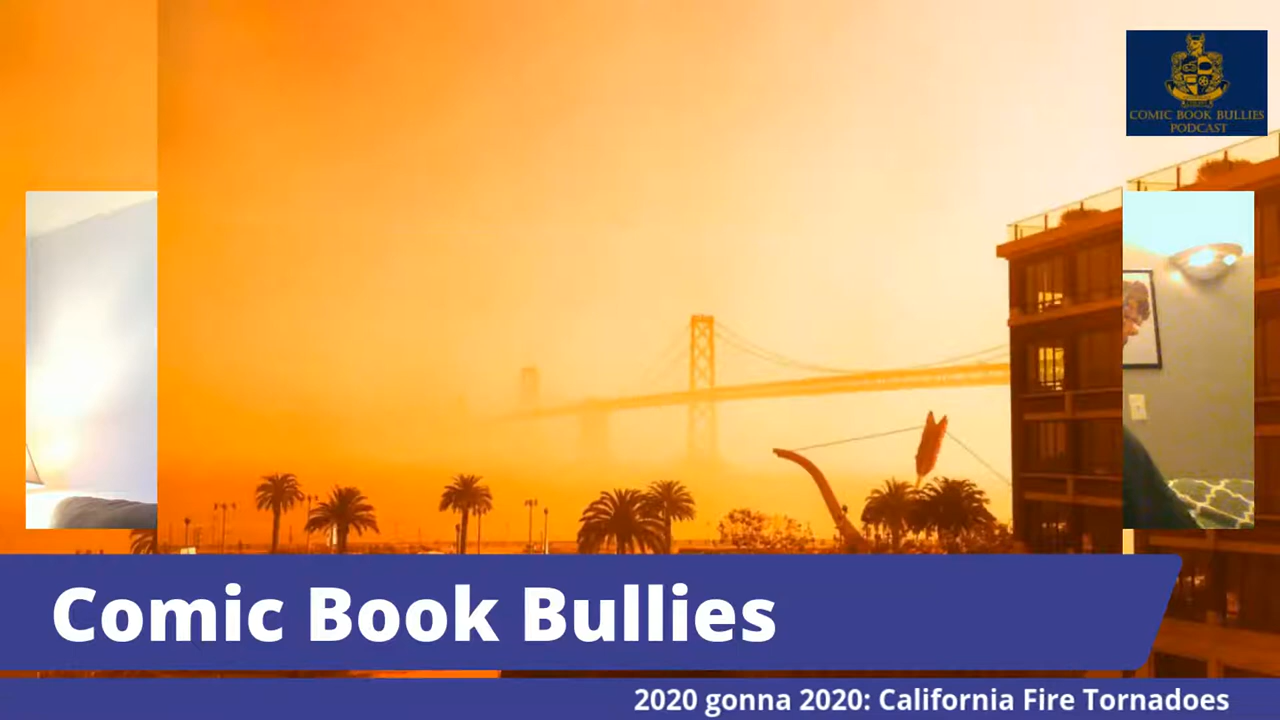 COMIC BOOK BULLIES
PODCAST
Comic Book Bullies
2020 gonna 2020: California Fire Tornadoes